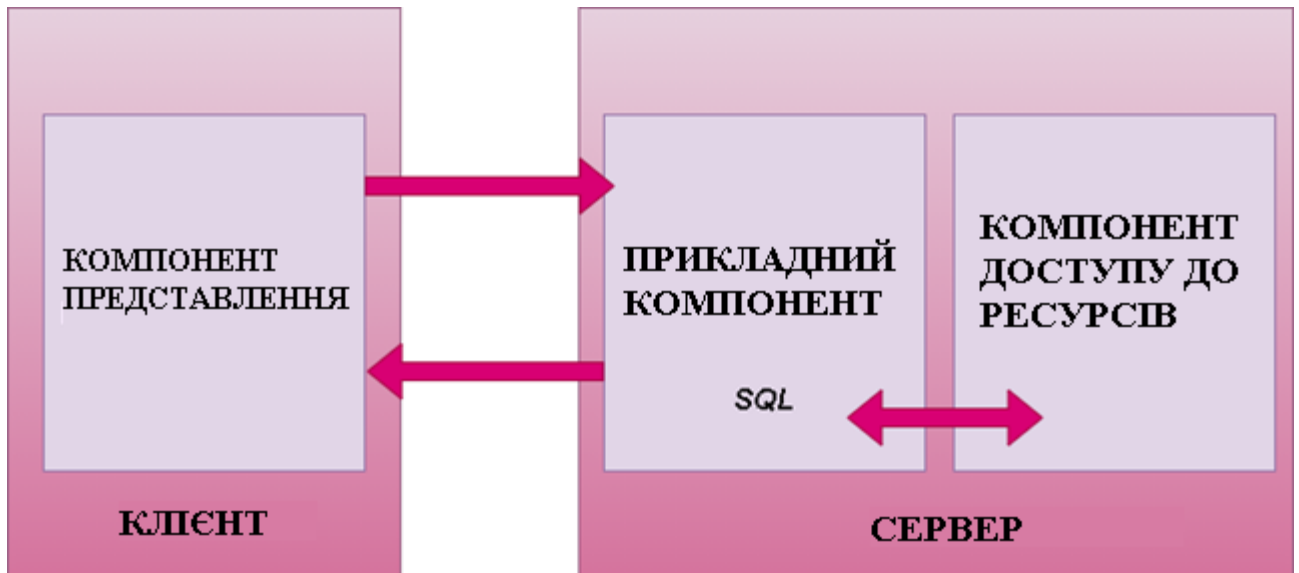 КОМПОНЕНТ
ПРЕДСТАВЛЕННЯ
КЛІЄНТ
ПРИКЛАДНИЙ
КОМПОНЕНТ
SQL
КОМПОНЕНТ
ДОСТУПУ ДО
РЕСУРСІВ
СЕРВЕР